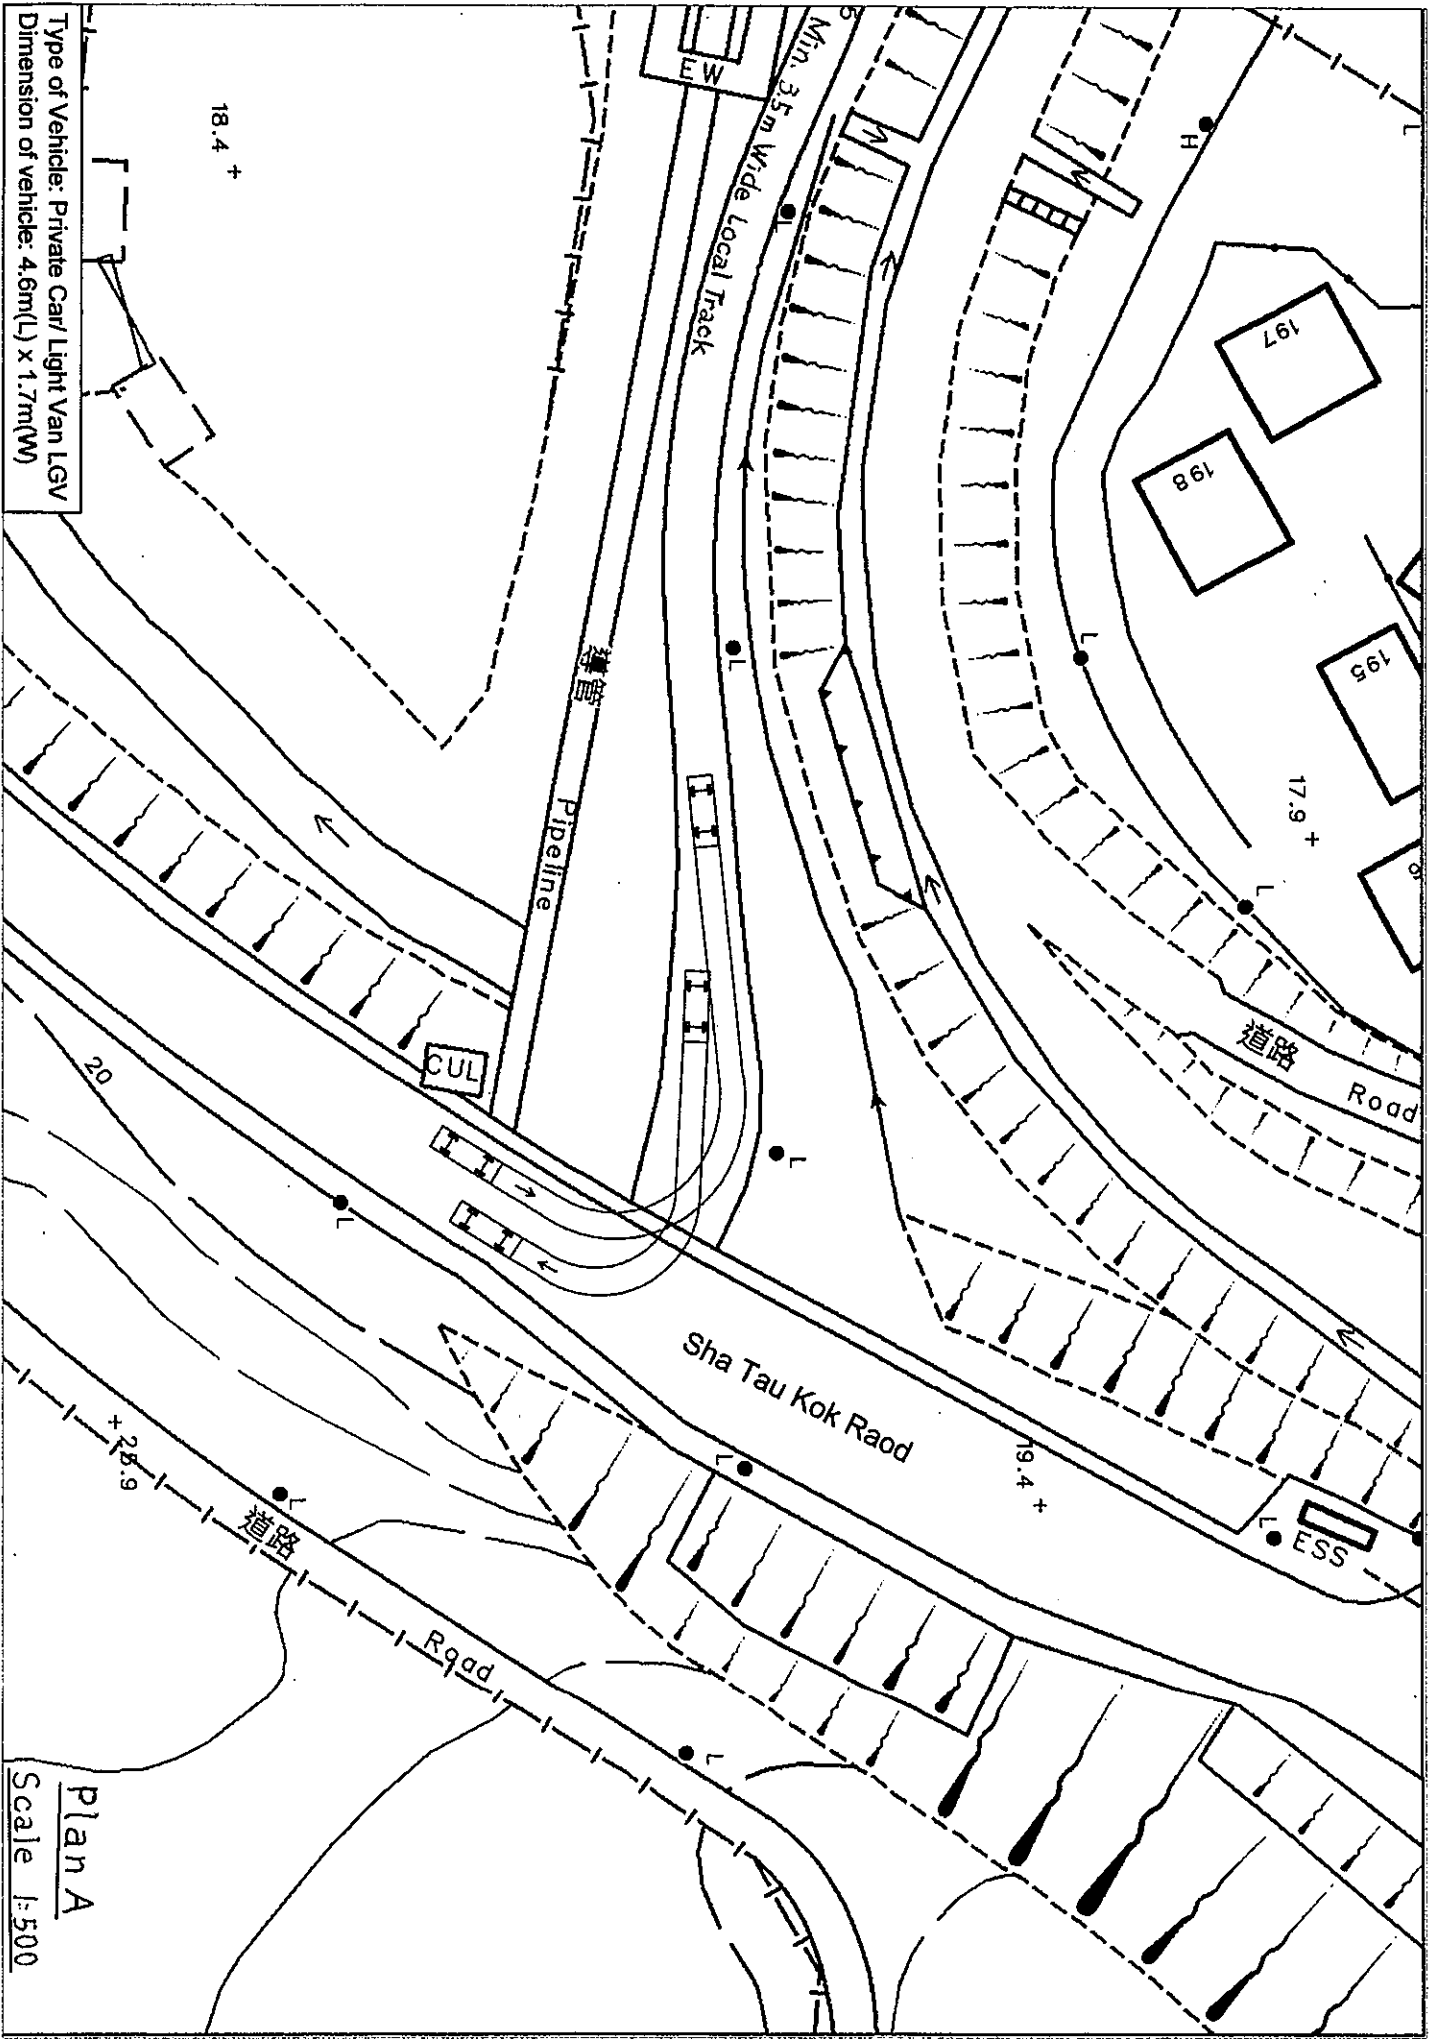 Type of Vehicle: Private Car/ Light Van LGV
Dimension of vehicle: 4.6m(L) x 1.7m(W)
18.4 +
EW
Min. 3.5m Wide Local Track
L
H
L
197
198
195
L
L
L
17.9 +
L
道路
Road
導管
Pipeline
CUL
20
L
L
Sha Tau Kok Raod
19.4 +
L
ESS
L
+ 25.9
L
道路
Road
L
Plan A
Scale 1:500